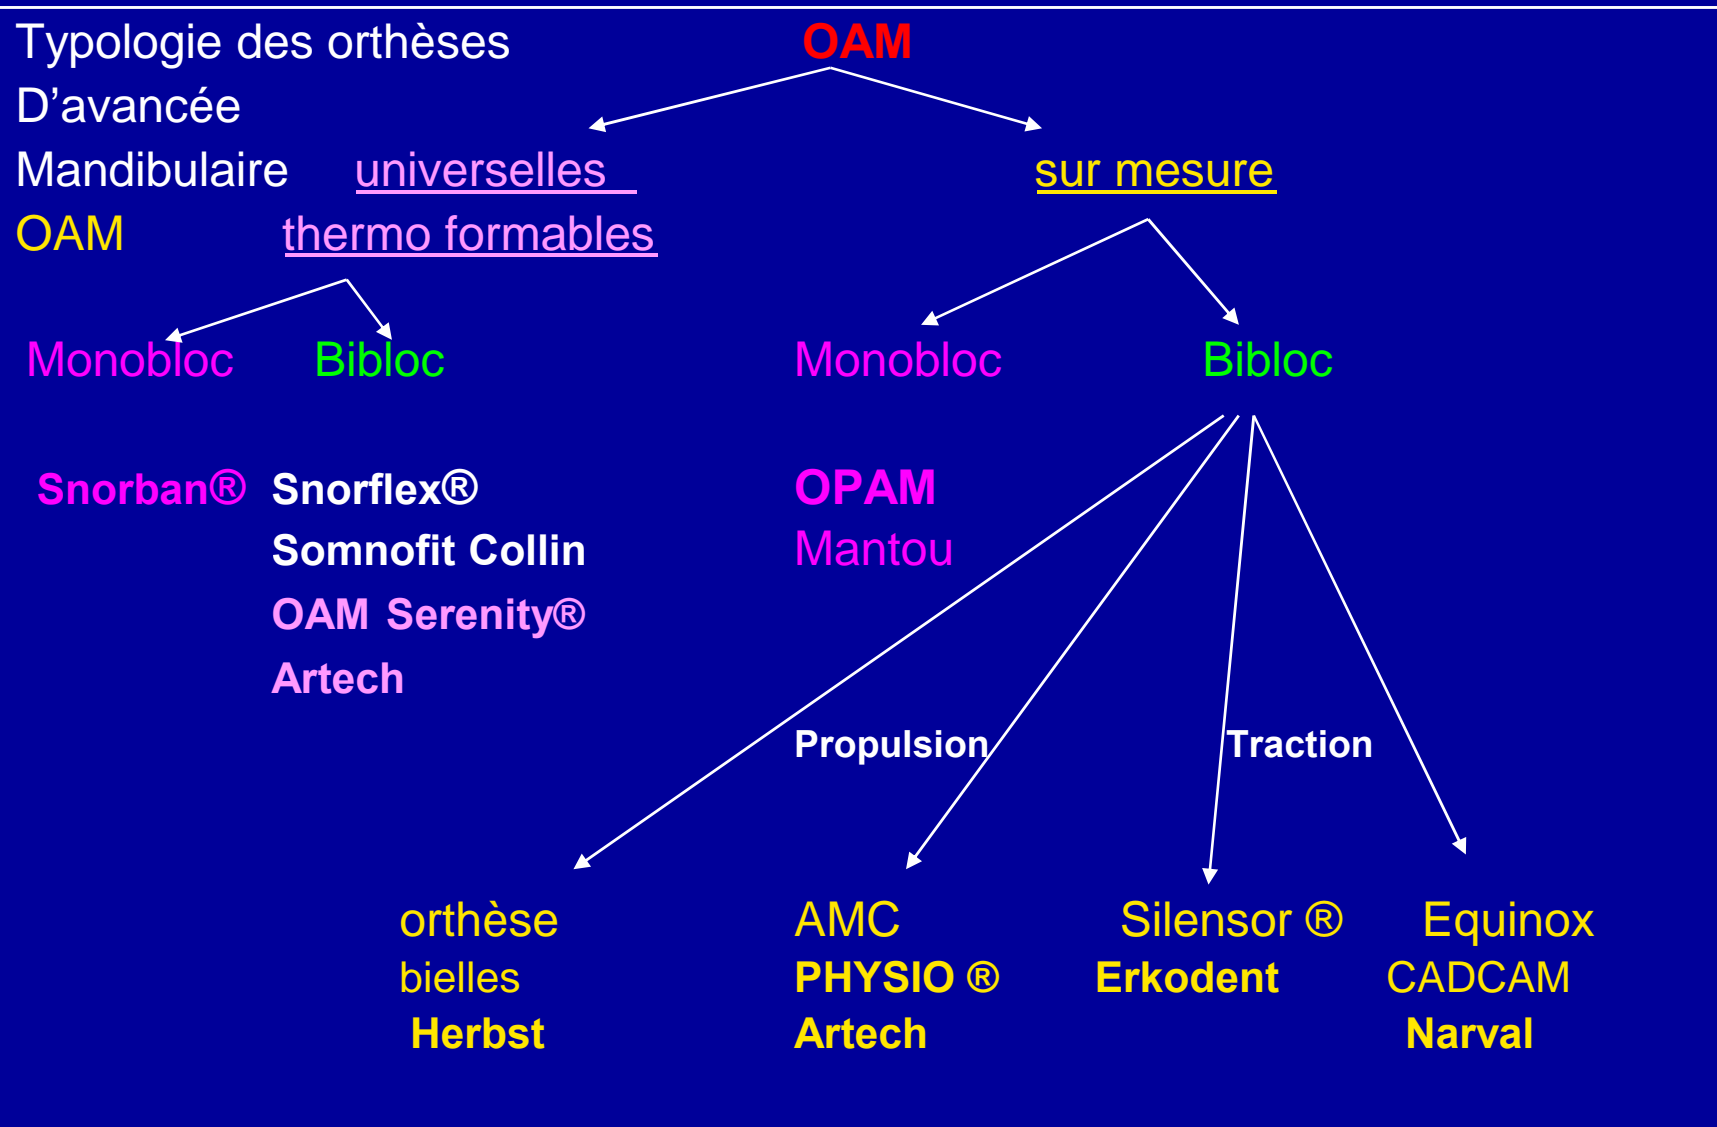 Typologie des orthèses OAM
D'avancée
Mandibulaire universelles sur mesure
OAM thermo formables
Monobloc Bibloc Monobloc Bibloc
Snorban® Snorflex® OPAM
Somnofit Collin Mantou
OAM Serenity®
Artech
Propulsion Traction
orthèse AMC Silensor ® Equinox
bielles PHYSIO ® Erkodent CADCAM
Herbst Artech Narval